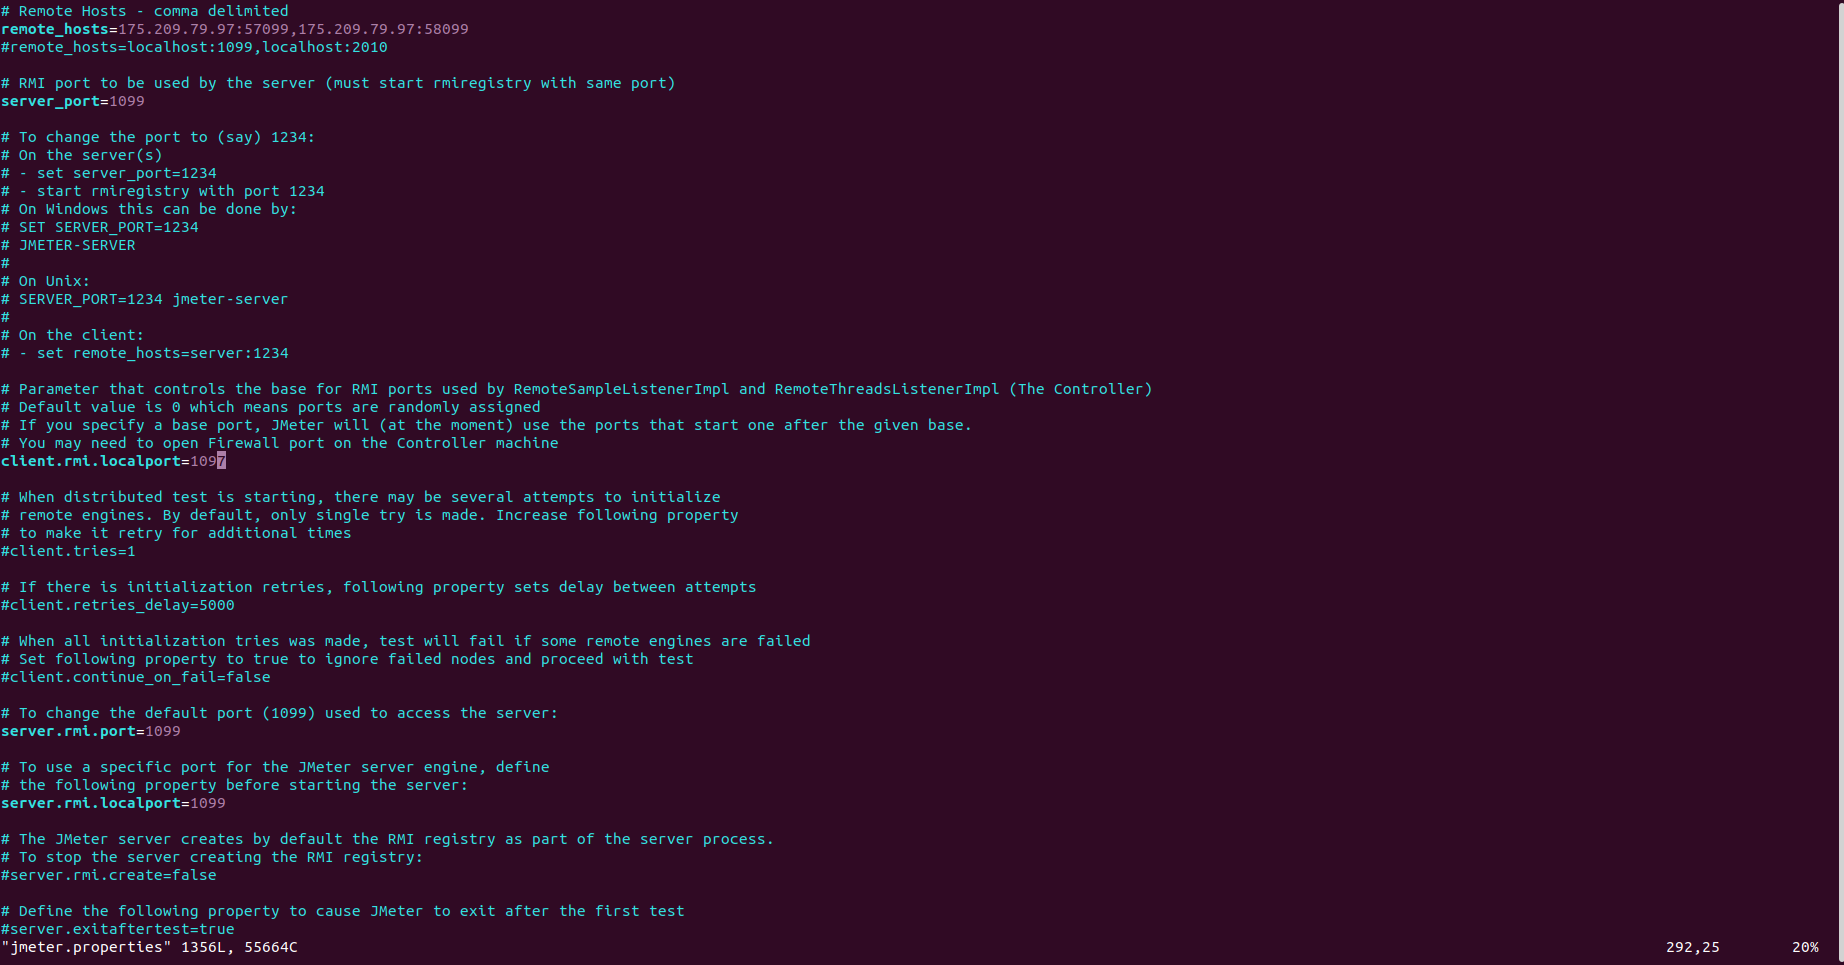 # Remote Hosts - comma delimited
remote_hosts=175.209.79.97:57099,175.209.79.97:58099
#remote_hosts=localhost:1099,localhost:2010
# RMI port to be used by the server (must start rmiregistry with same port)
server_port=1099
# To change the port to (say) 1234:
# On the server(s)
# - set server_port=1234
# - start rmiregistry with port 1234
# On Windows this can be done by:
# SET SERVER_PORT=1234
# JMETER-SERVER
#
# On Unix:
# SERVER_PORT=1234 jmeter-server
#
# On the client:
# - set remote_hosts=server:1234
# Parameter that controls the base for RMI ports used by RemoteSampleListenerImpl and RemoteThreadsListenerImpl (The Controller)
# Default value is 0 which means ports are randomly assigned
# If you specify a base port, JMeter will (at the moment) use the ports that start one after the given base.
# You may need to open Firewall port on the Controller machine
client.rmi.localport=1097
# When distributed test is starting, there may be several attempts to initialize
# remote engines. By default, only single try is made. Increase following property
# to make it retry for additional times
#client.tries=1
# If there is initialization retries, following property sets delay between attempts
#client.retries_delay=5000
# When all initialization tries was made, test will fail if some remote engines are failed
# Set following property to true to ignore failed nodes and proceed with test
#client.continue_on_fail=false
# To change the default port (1099) used to access the server:
server.rmi.port=1099
# To use a specific port for the JMeter server engine, define
# the following property before starting the server:
server.rmi.localport=1099
# The JMeter server creates by default the RMI registry as part of the server process.
# To stop the server creating the RMI registry:
#server.rmi.create=false
# Define the following property to cause JMeter to exit after the first test
#server.exitaftertest=true
"jmeter.properties" 1356L, 55664C 292,25 20%